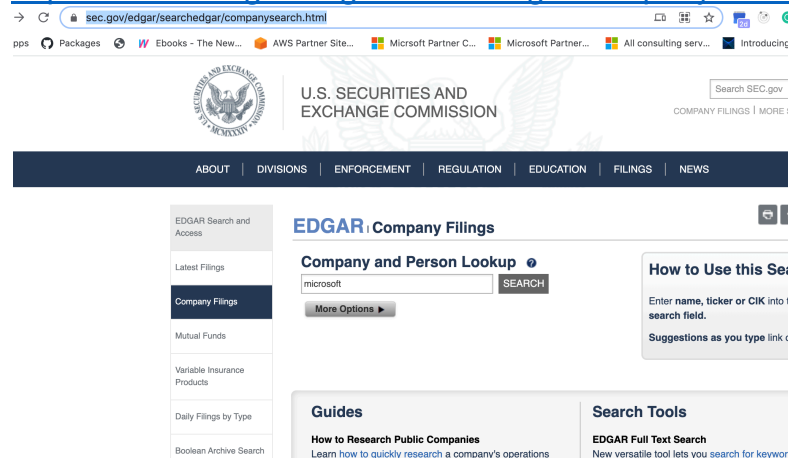 sec.gov/edgar/searchedgar/companysearch.html
2d
pps
Packages
Ebooks - The New...
AWS Partner Site...
Micrsoft Partner C...
Microsoft Partner...
All consulting serv...
Introducing
SECURITIES AND EXCHANGE COMMISSION
MCMXXXIV
U.S. SECURITIES AND
EXCHANGE COMMISSION
Search SEC.gov
COMPANY FILINGS | MORE
ABOUT | DIVISIONS | ENFORCEMENT | REGULATION | EDUCATION | FILINGS | NEWS
EDGAR Search and
Access
Latest Filings
Company Filings
Mutual Funds
Variable Insurance
Products
Daily Filings by Type
Boolean Archive Search
EDGAR | Company Filings
Company and Person Lookup ?
microsoft
SEARCH
More Options ▶
How to Use this Sea
Enter name, ticker or CIK into
search field.
Suggestions as you type link
Guides
How to Research Public Companies
Learn how to quickly research a company's operations
Search Tools
EDGAR Full Text Search
New versatile tool lets you search for keywor